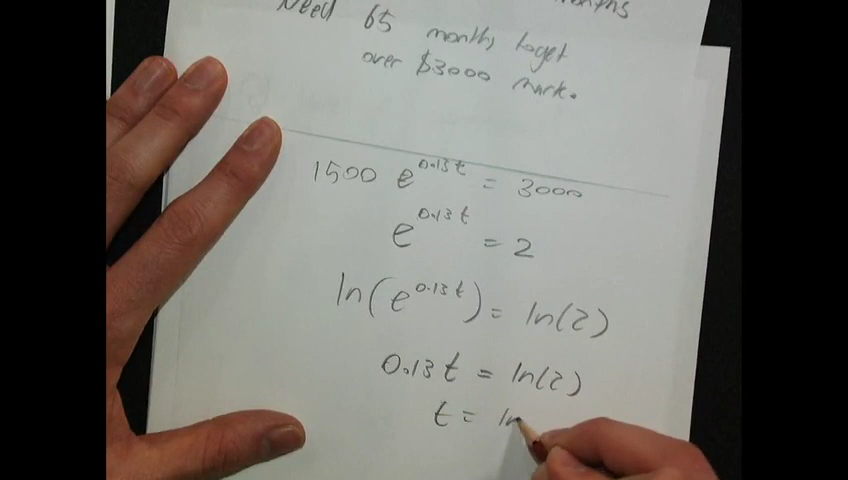 Need 65 months to get
over $3000 mark.
1500 e^0.13t = 3000
e^0.13t = 2
ln(e^0.13t) = ln(2)
0.13t = ln(2)
t = ln